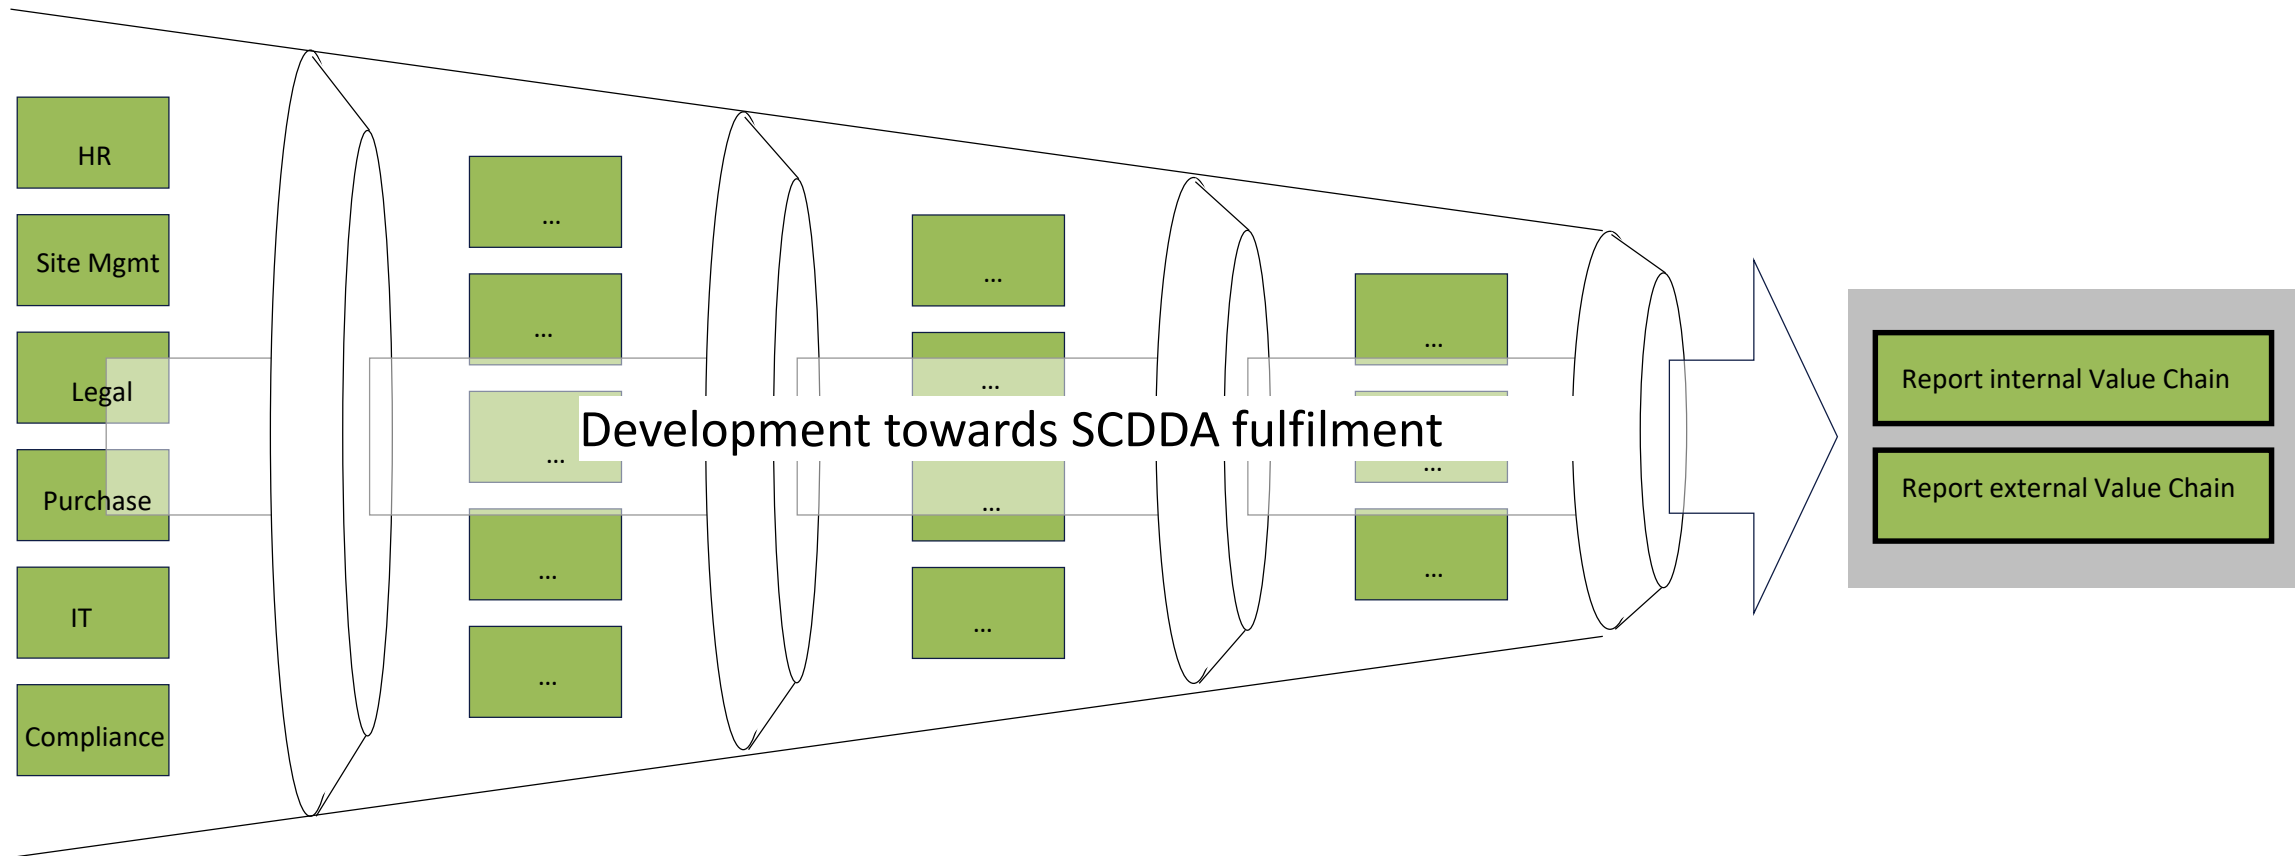 HR
Site Mgmt
Legal
Purchase
IT
Compliance
...
...
...
...
...
...
...
...
...
...
...
...
Development towards SCDDA fulfilment
Report internal Value Chain
Report external Value Chain